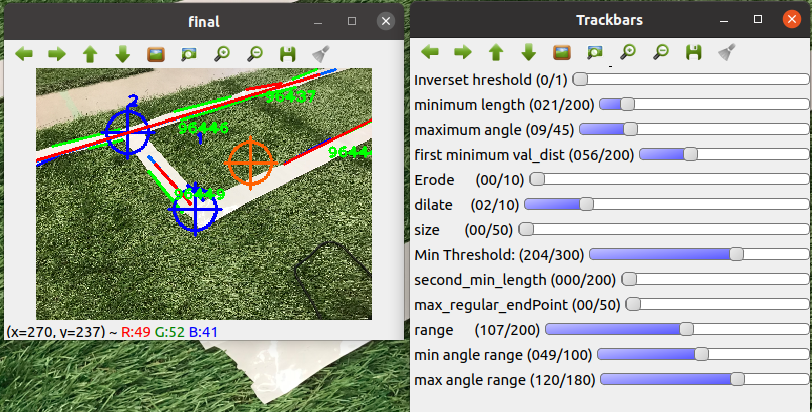 final
Trackbars
2
96437
96446
1
9644
96449
(x=270, y=237) ~ R:49 G:52 B:41
Inverset hreshold (0/1)
minimum length (021/200)
maximum angle (09/45)
first minimum val_dist (056/200)
Erode (00/10)
dilate (02/10)
size (00/50)
Min Threshold: (204/300)
second_min_length (000/200)
max_regular_endPoint (00/50)
range (107/200)
min angle range (049/100)
max angle range (120/180)